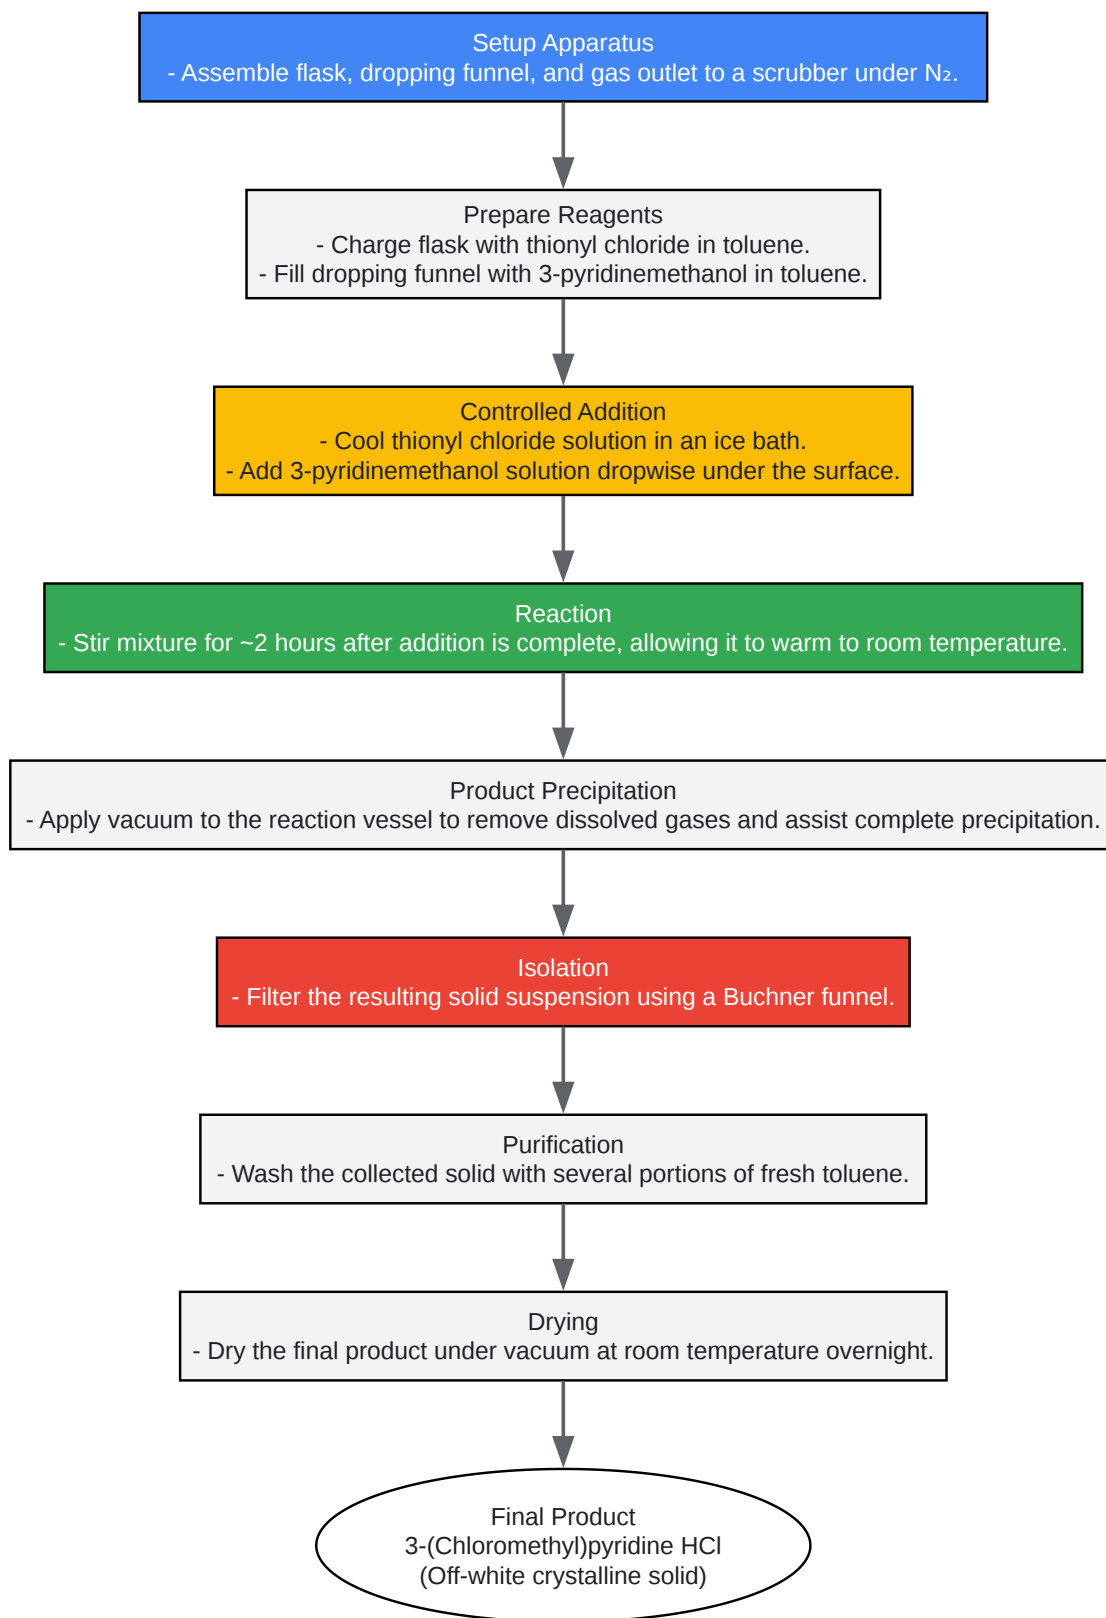 Setup Apparatus
- Assemble flask, dropping funnel, and gas outlet to a scrubber under N₂.
Prepare Reagents
- Charge flask with thionyl chloride in toluene.
- Fill dropping funnel with 3-pyridinemethanol in toluene.
Controlled Addition
- Cool thionyl chloride solution in an ice bath.
- Add 3-pyridinemethanol solution dropwise under the surface.
Reaction
- Stir mixture for ~2 hours after addition is complete, allowing it to warm to room temperature.
Product Precipitation
- Apply vacuum to the reaction vessel to remove dissolved gases and assist complete precipitation.
Isolation
- Filter the resulting solid suspension using a Buchner funnel.
Purification
- Wash the collected solid with several portions of fresh toluene.
Drying
- Dry the final product under vacuum at room temperature overnight.
Final Product
3-(Chloromethyl)pyridine HCl
(Off-white crystalline solid)